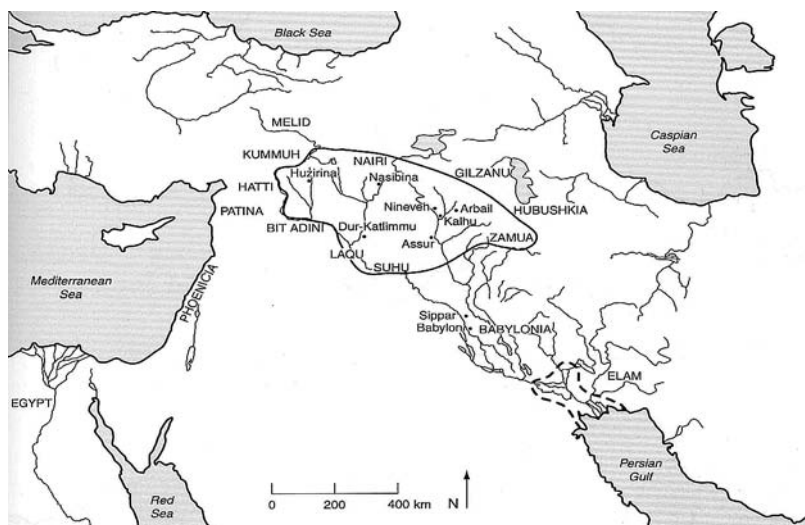 Black Sea
MELID
Caspian
Sea
KUMMUH
NAIRI
GILZANU
HATTI
Huzirina
Nasibina
HUBUSHKIA
PATINA
Nineveh
Arbail
Kalhu
BIT ADINI
Dur-Katlimmu
Assur
ZAMUA
LAQU
SUHU
Mediterranean
Sea
PHOENICIA
Sippar
Babylon
BABYLONIA
ELAM
EGYPT
Persian
Gulf
Red
Sea
0 200 400 km
N